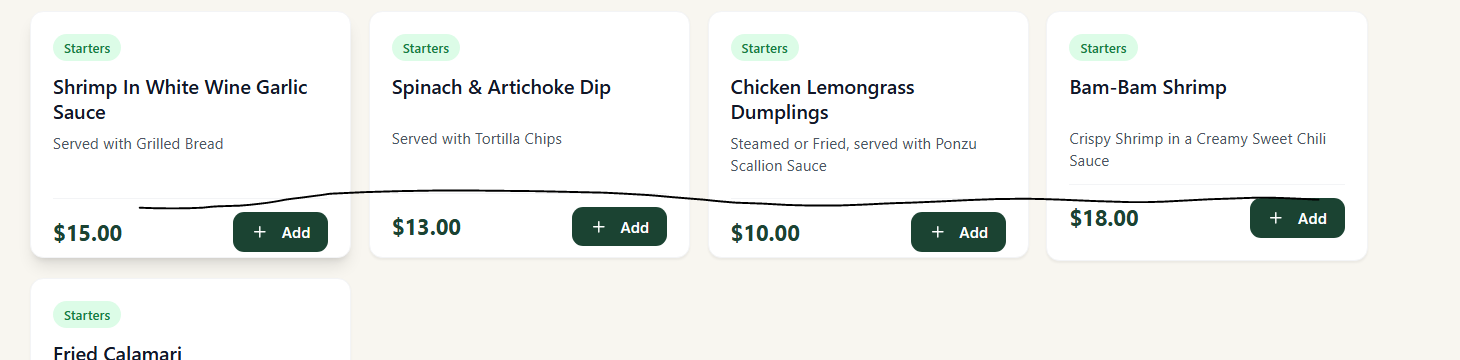 Starters
Shrimp In White Wine Garlic
Sauce
Served with Grilled Bread
$15.00
+ Add
Starters
Spinach & Artichoke Dip
Served with Tortilla Chips
$13.00
+ Add
Starters
Chicken Lemongrass
Dumplings
Steamed or Fried, served with Ponzu
Scallion Sauce
$10.00
+ Add
Starters
Bam-Bam Shrimp
Crispy Shrimp in a Creamy Sweet Chili
Sauce
$18.00
+ Add
Starters
Fried Calamari